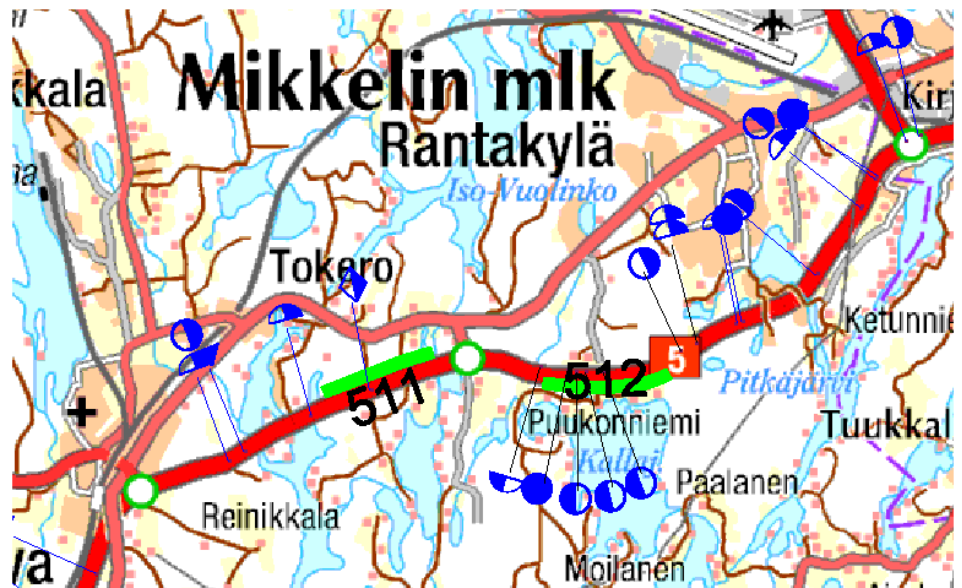 kkala
Mikkelin mlk
Rantakylä
Kirj
Iso-Vuolinko
na,
Tokero
Ketunnie
5
511
512
Pitkäjärvi
Puukonniemi
Tuukkal
Kallai.
Paalanen
Reinikkala
va
Moilanen